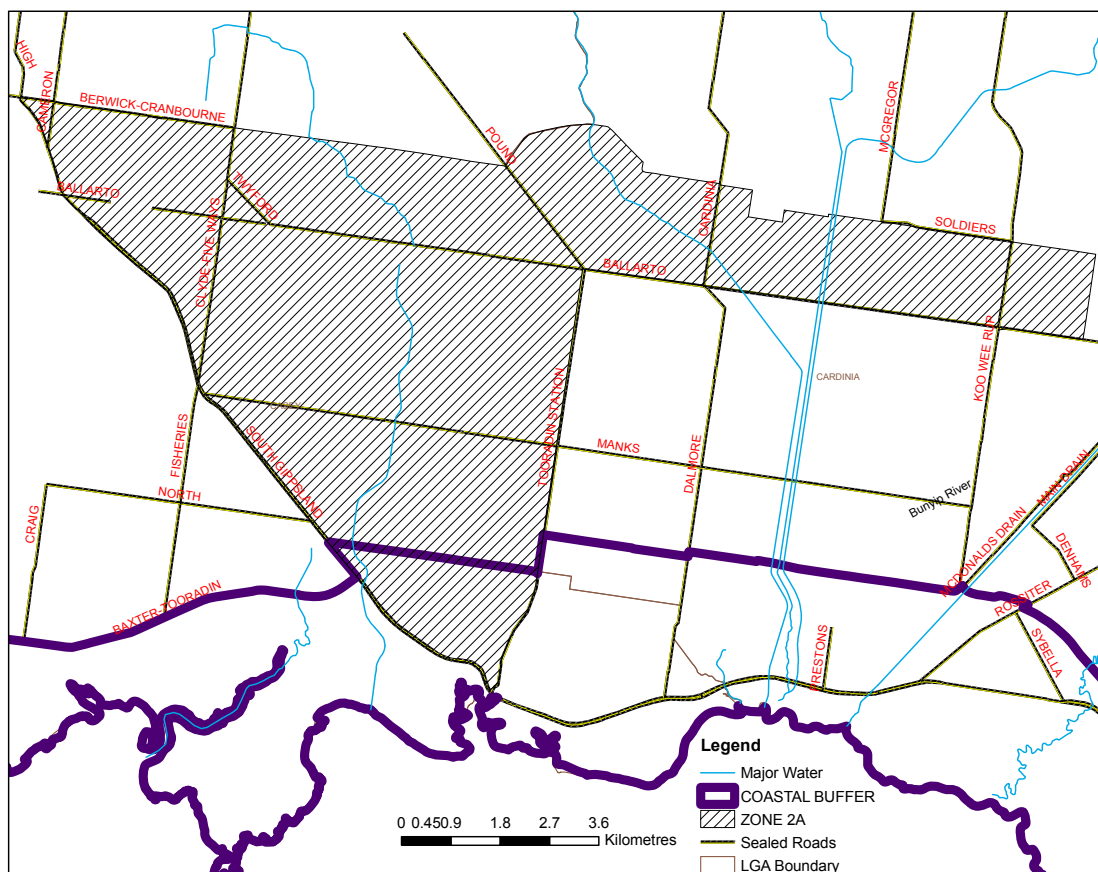 HIGH
CAMERON
BERWICK-CRANBOURNE
POUND
MCGREGOR
BALLARTO
TWYFORD
CLYDE-FIVE WAYS
CARDINIA
SOLDIERS
BALLARTO
KOO WEE RUP
CARDINIA
TOORADIN STATION
CASEY
FISHERIES
SOUTH GIPPSLAND
MANKS
DALMORE
NORTH
CRAIG
Bunyip River
MAIN DRAIN
MCDONALDS DRAIN
DENHAMS
BAXTER-TOORADIN
ROSSITER
SYBELLA
PRESTONS
Legend
Major Water
COASTAL BUFFER
ZONE 2A
Sealed Roads
LGA Boundary
0 0.450.9 1.8 2.7 3.6
Kilometres